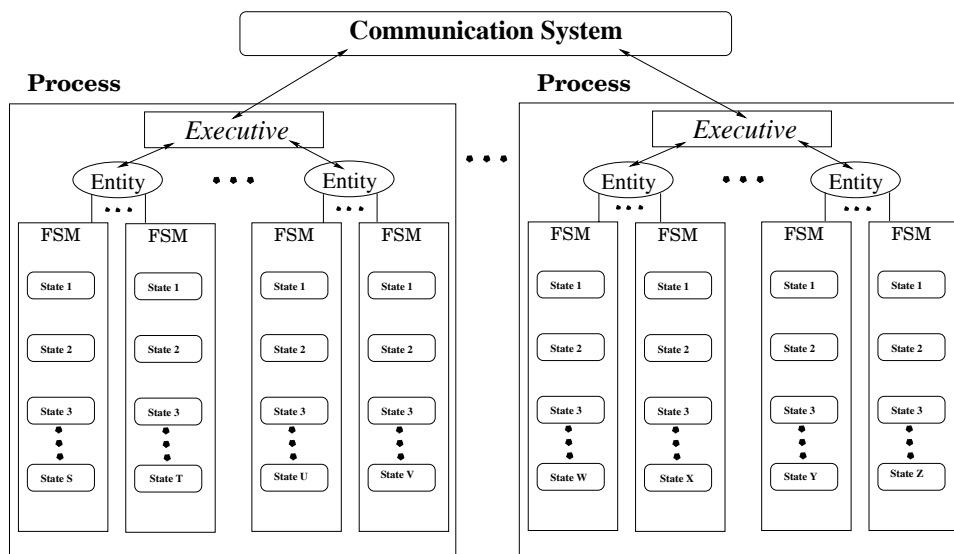 Communication System
Process
Process
Executive
Executive
Entity
Entity
Entity
Entity
FSM
FSM
FSM
FSM
FSM
FSM
FSM
FSM
State 1
State 1
State 1
State 1
State 1
State 1
State 1
State 1
State 2
State 2
State 2
State 2
State 2
State 2
State 2
State 2
State 3
State 3
State 3
State 3
State 3
State 3
State 3
State 3
State S
State T
State U
State V
State W
State X
State Y
State Z